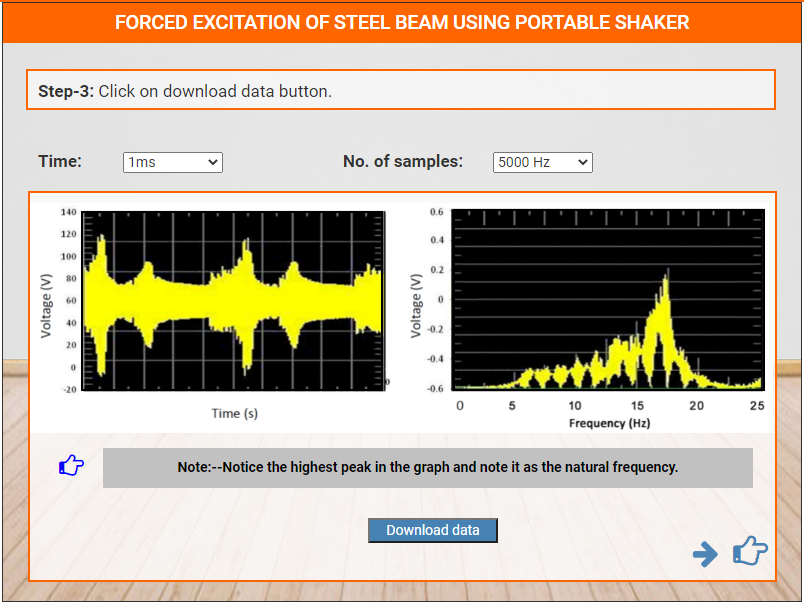 FORCED EXCITATION OF STEEL BEAM USING PORTABLE SHAKER
Step-3: Click on download data button.
Time: 1ms No. of samples: 5000 Hz
140
120
100
80
60
40
20
0
-20
Voltage (V)
0
Time (s)
0.6
0.4
0.2
0
-0.2
-0.4
-0.6
Voltage (V)
0 5 10 15 20 25
Frequency (Hz)
Note:--Notice the highest peak in the graph and note it as the natural frequency.
Download data